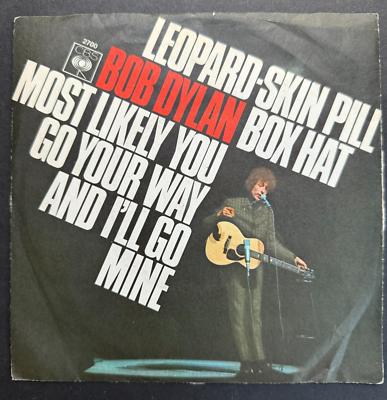 2700
CBS
LEOPARD-SKIN PILL
BOB DYLAN BOX HAT
MOST LIKELY YOU
GO YOUR WAY
AND I'LL GO
MINE